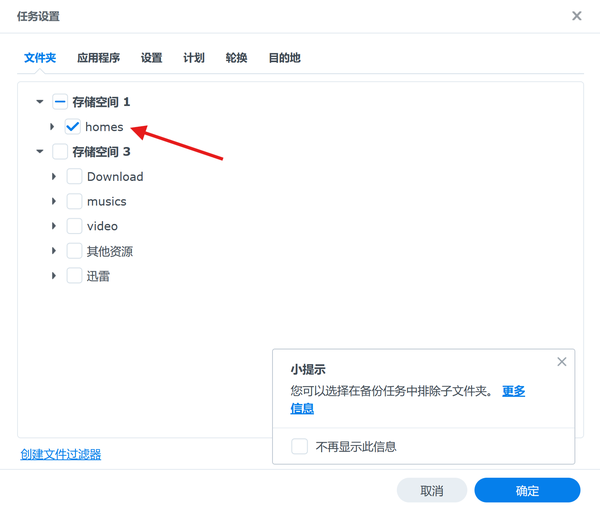 任务设置
文件夹 应用程序 设置 计划 轮换 目的地
存储空间 1
homes
存储空间 3
Download
musics
video
其他资源
迅雷
小提示
您可以选择在备份任务中排除子文件夹。 更多
信息
不再显示此信息
创建文件过滤器
取消 确定